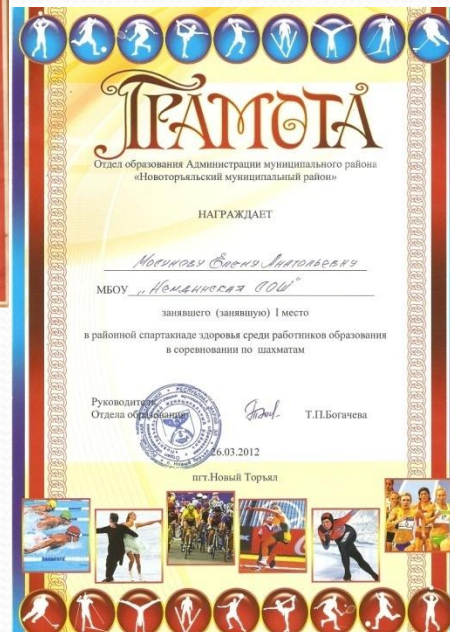 ГРАМОТА
Отдел образования Администрации муниципального района
«Новоторъяльский муниципальный район»
НАГРАЖДАЕТ
Мосунову Елену Анатольевну
МБОУ „Немдинская СОШ"
занявшего (занявшую) I место
в районной спартакиаде здоровья среди работников образования
в соревновании по шахматам
Руководитель
Отдела образования Т.П.Богачева
26.03.2012
пгт.Новый Торъял